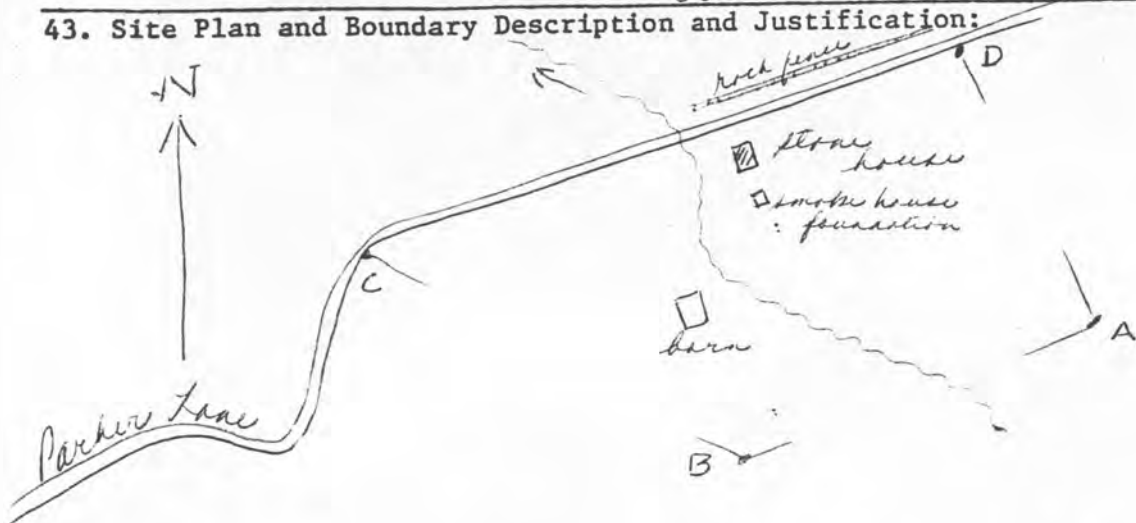 43. Site Plan and Boundary Description and Justification:
N
rock fence
D
stone
house
smoke house
foundation
C
A
barn
Parker Lane
B